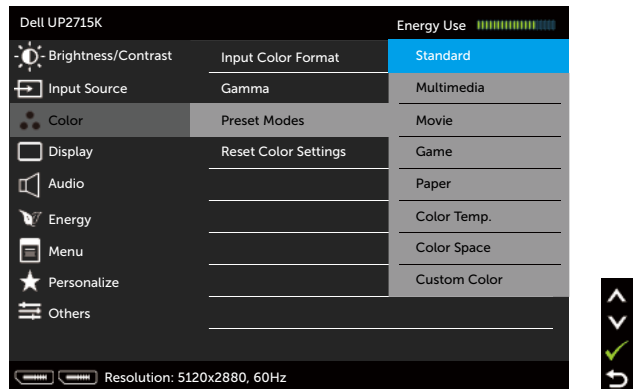 Dell UP2715K
Energy Use
Brightness/Contrast
Input Source
Color
Display
Audio
Energy
Menu
Personalize
Others
Input Color Format
Gamma
Preset Modes
Reset Color Settings
Standard
Multimedia
Movie
Game
Paper
Color Temp.
Color Space
Custom Color
Resolution: 5120x2880, 60Hz